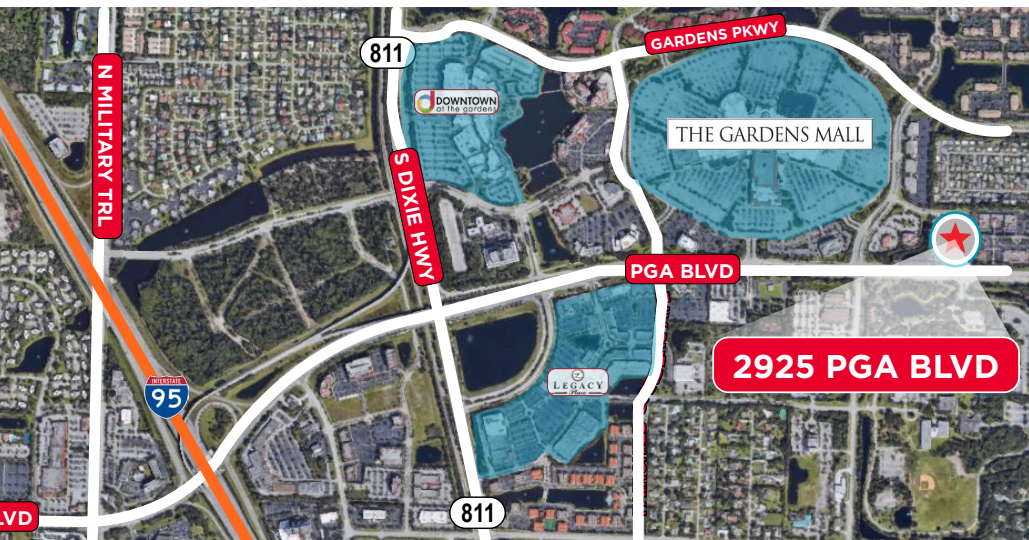 811
GARDENS PKWY
N MILITARY TRL
d DOWNTOWN
at the gardens
THE GARDENS MALL
S DIXIE HWY
PGA BLVD
2925 PGA BLVD
INTERSTATE
95
L
LEGACY
Place
811
LVD